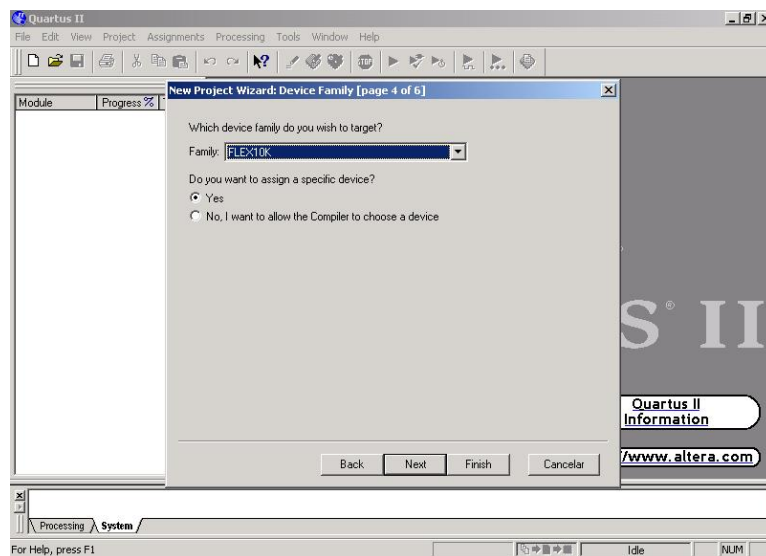 Quartus II
File Edit View Project Assignments Processing Tools Window Help
STOP
New Project Wizard: Device Family [page 4 of 6]
Module Progress %
Which device family do you wish to target?
Family: FLEX10K
Do you want to assign a specific device?
Yes
No, I want to allow the Compiler to choose a device
S® II
Quartus II
Information
//www.altera.com
Back Next Finish Cancelar
Processing System
For Help, press F1 Idle NUM